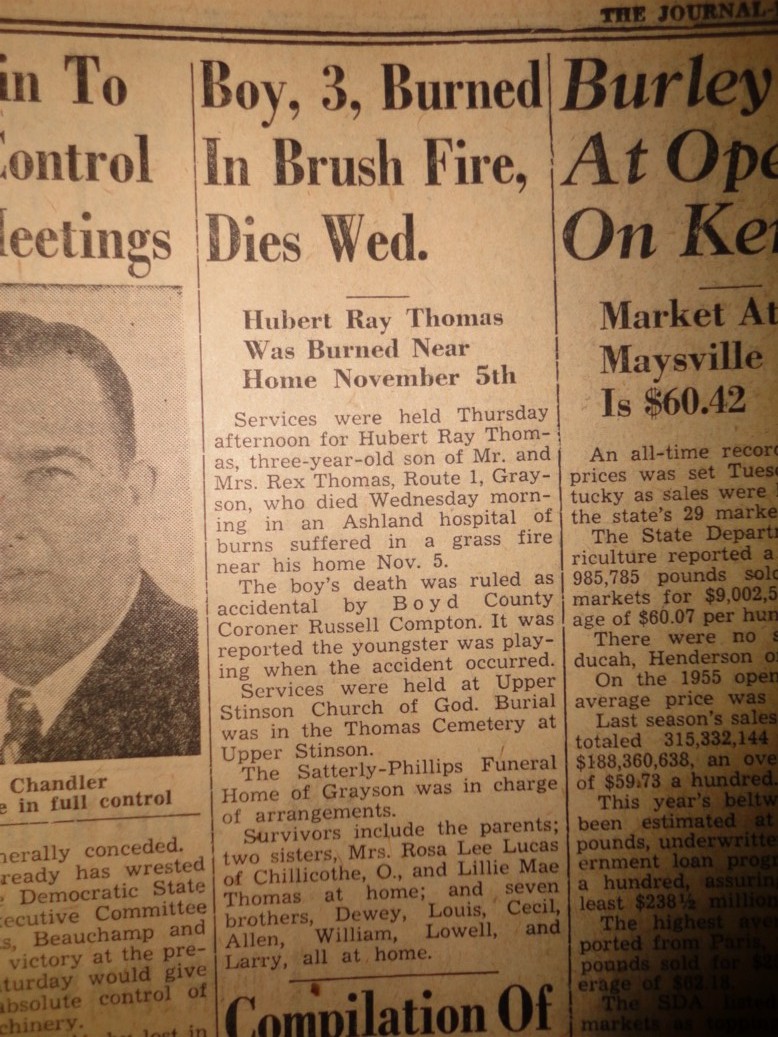 THE JOURNAL-
in To
Control
Meetings
Chandler
e in full control
nerally conceded.
ready has wrested
Democratic State
xecutive Committee
s, Beauchamp and
victory at the pre-
aturday would give
absolute control of
chinery.
lost in
Boy, 3, Burned
In Brush Fire,
Dies Wed.
Hubert Ray Thomas
Was Burned Near
Home November 5th
Services were held Thursday
afternoon for Hubert Ray Thom-
as, three-year-old son of Mr. and
Mrs. Rex Thomas, Route 1, Gray-
son, who died Wednesday morn-
ing in an Ashland hospital of
burns suffered in a grass fire
near his home Nov. 5.
The boy's death was ruled as
accidental by Boyd County
Coroner Russell Compton. It was
reported the youngster was play-
ing when the accident occurred.
Services were held at Upper
Stinson Church of God. Burial
was in the Thomas Cemetery at
Upper Stinson.
The Satterly-Phillips Funeral
Home of Grayson was in charge
of arrangements.
Survivors include the parents;
two sisters, Mrs. Rosa Lee Lucas
of Chillicothe, O., and Lillie Mae
Thomas at home; and seven
brothers, Dewey, Louis, Cecil,
Allen, William, Lowell, and
Larry, all at home.
Compilation Of
Burley
At Ope
On Ke
Market At
Maysville
Is $60.42
An all-time record
prices was set Tues
tucky as sales were
the state's 29 marke
The State Departm
riculture reported a
985,785 pounds sold
markets for $9,002,5
age of $60.07 per hun
There were no s
ducah, Henderson o
On the 1955 open
average price was
Last season's sales
totaled 315,332,144
$188,360,638, an ove
of $59.73 a hundred.
This year's beltw
been estimated at
pounds, underwritte
ernment loan progr
a hundred, assurin
least $238½ million
The highest ave
ported from Paris,
pounds sold for
erage of $62.18.
The SDA listed
markets as